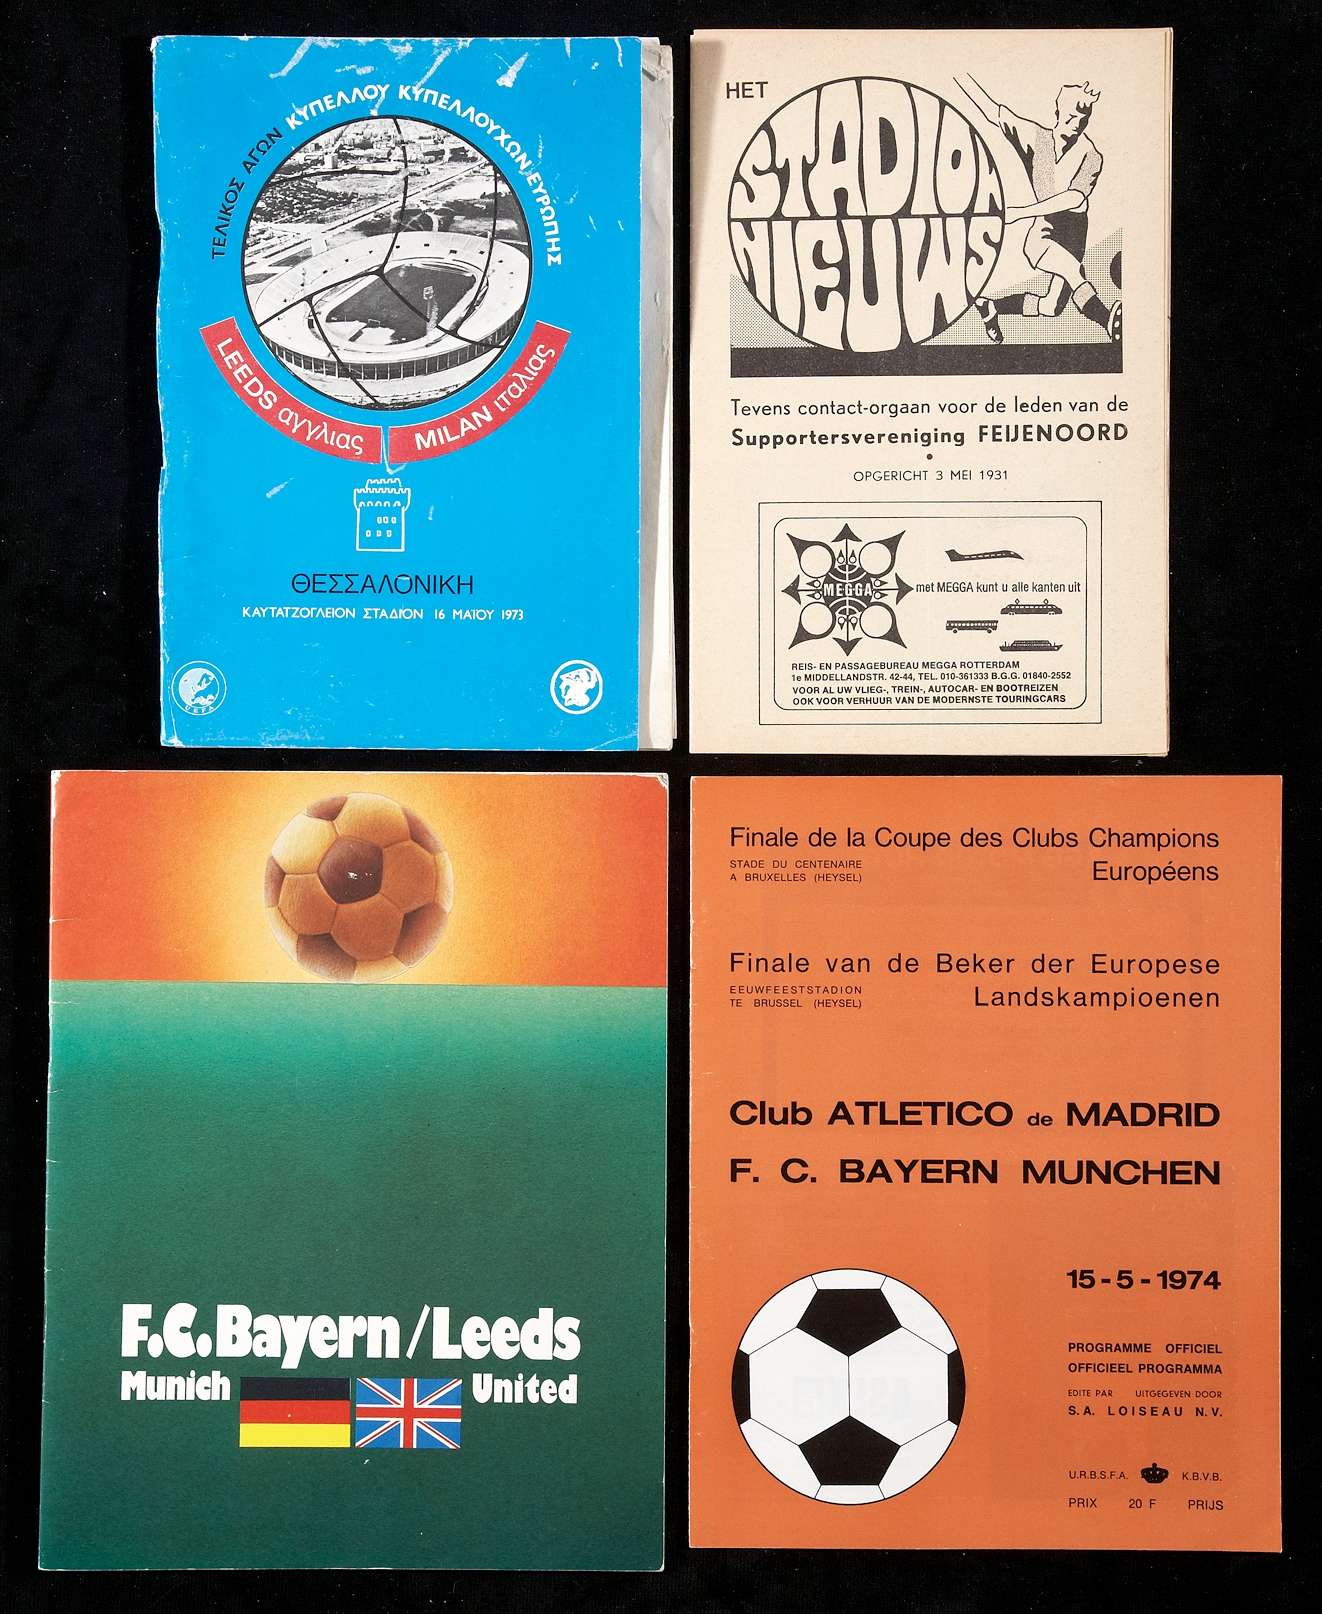 ΤΕΛΙΚΟΣ ΑΓΩΝ ΚΥΠΕΛΛΟΥ ΚΥΠΕΛΛΟΥΧΩΝ ΕΥΡΩΠΗΣ
LEEDS αγγλιας
MILAN ιταλιας
ΘΕΣΣΑΛΟΝΙΚΗ
ΚΑΥΤΑΤΖΟΓΛΕΙΟΝ ΣΤΑΔΙΟΝ 16 ΜΑΪΟΥ 1973
UEFA
HET
STADION
NIEUWS
Tevens contact-orgaan voor de leden van de
Supportersvereniging FEIJENOORD
•
OPGERICHT 3 MEI 1931
MEGGA
met MEGGA kunt u alle kanten uit
REIS- EN PASSAGEBUREAU MEGGA ROTTERDAM
1e MIDDELLANDSTR. 42-44, TEL. 010-361333 B.G.G. 01840-2552
VOOR AL UW VLIEG-, TREIN-, AUTOCAR- EN BOOTREIZEN
OOK VOOR VERHUUR VAN DE MODERNSTE TOURINGCARS
F.C. Bayern/Leeds
Munich United
Finale de la Coupe des Clubs Champions
STADE DU CENTENAIRE
A BRUXELLES (HEYSEL)
Européens
Finale van de Beker der Europese
EEUWFEESTSTADION
TE BRUSSEL (HEYSEL)
Landskampioenen
Club ATLETICO de MADRID
F. C. BAYERN MUNCHEN
15-5-1974
PROGRAMME OFFICIEL
OFFICIEEL PROGRAMMA
EDITE PAR UITGEGEVEN DOOR
S.A. LOISEAU N.V.
U.R.B.S.F.A. K.B.V.B.
PRIX 20 F PRIJS